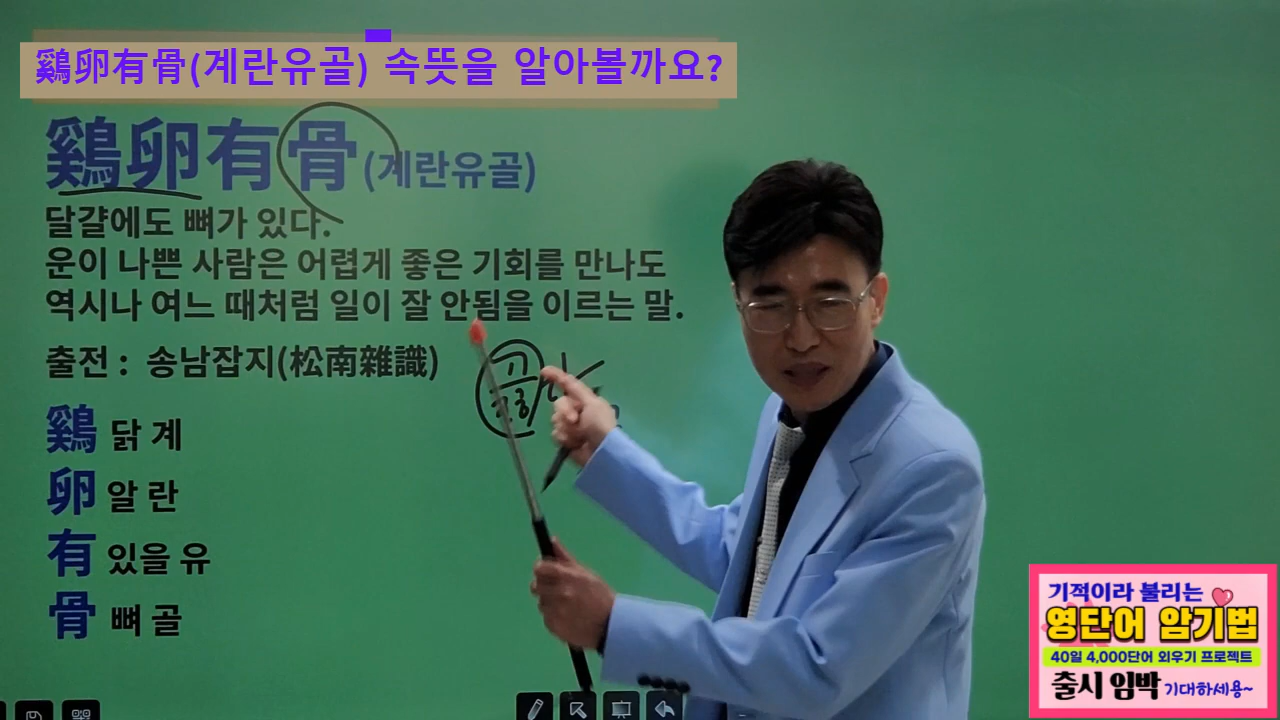 鷄卵有骨(계란유골) 속뜻을 알아볼까요?
鷄卵有骨(계란유골)
달걀에도 뼈가 있다.
운이 나쁜 사람은 어렵게 좋은 기회를 만나도
역시나 여느 때처럼 일이 잘 안됨을 이르는 말.
출전 : 송남잡지(松南雜識)
鷄 닭 계
卵 알 란
有 있을 유
骨 뼈 골
기적이라 불리는
영단어 암기법
40일 4,000단어 외우기 프로젝트
출시 임박 기대하세용~